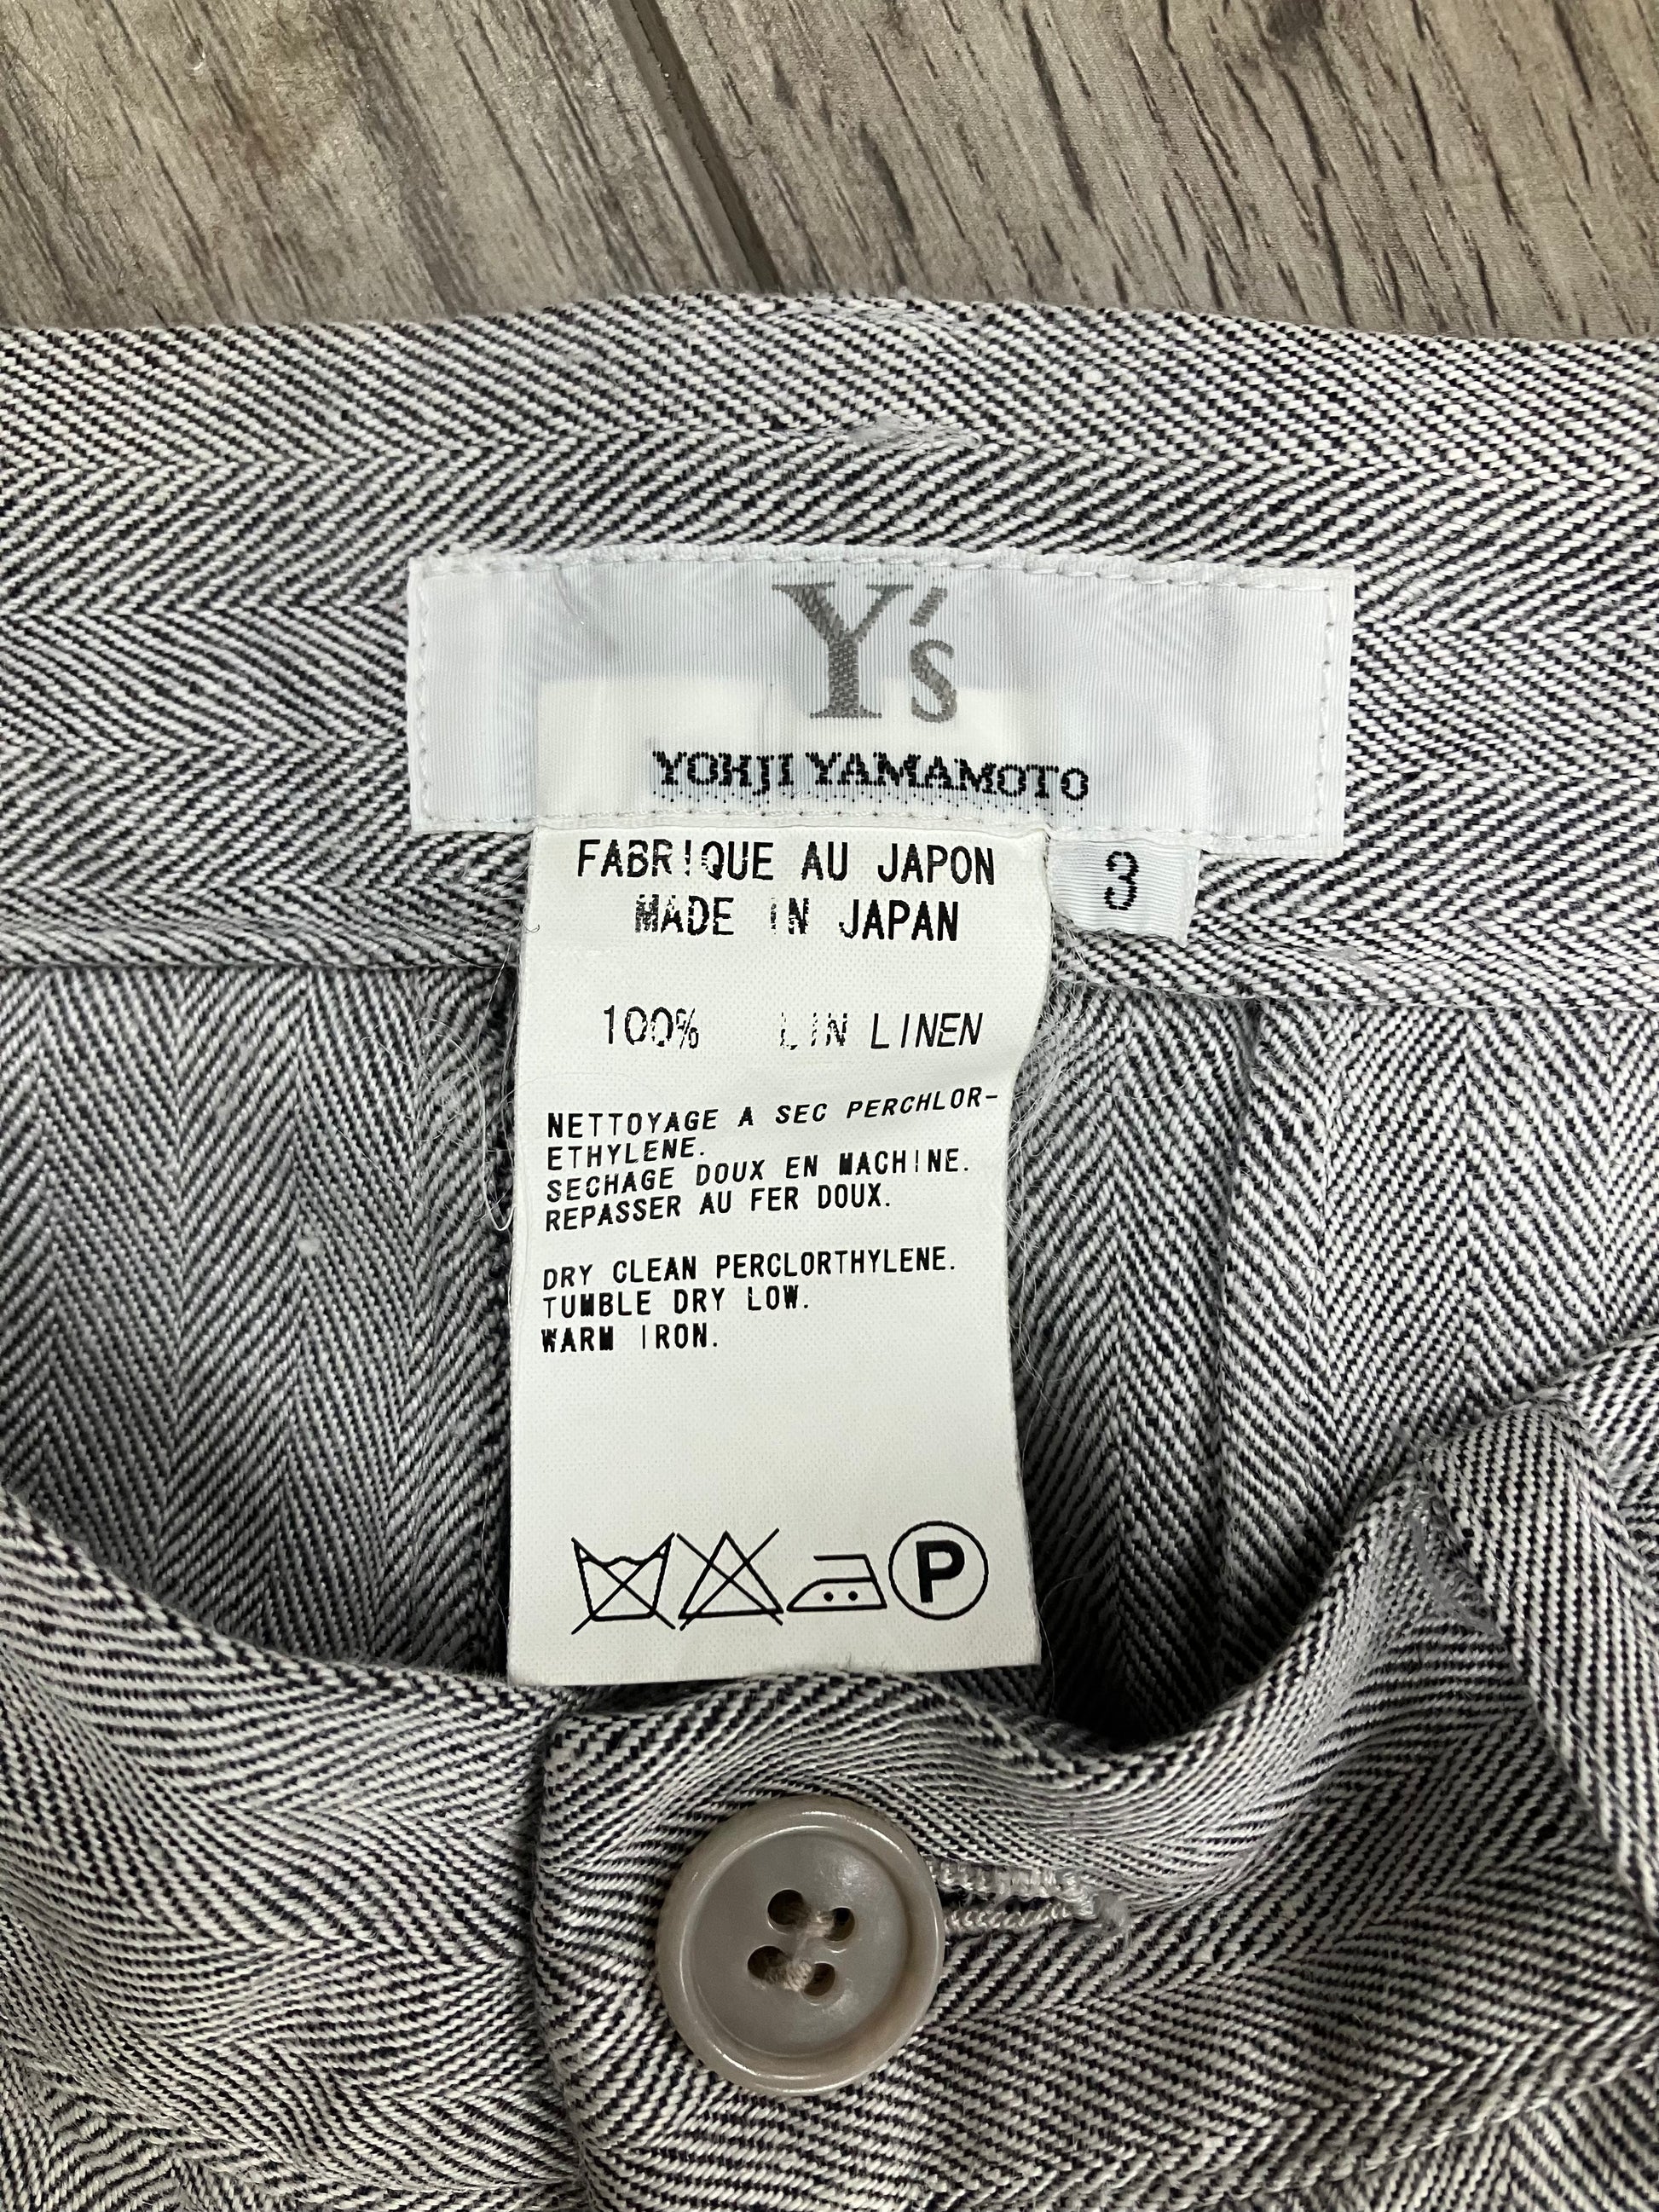 Y's
YOHJI YAMAMOTO
FABRIQUE AU JAPON
MADE IN JAPAN
3
100% LIN LINEN
NETTOYAGE A SEC PERCHLOR-
ETHYLENE.
SECHAGE DOUX EN MACHINE.
REPASSER AU FER DOUX.
DRY CLEAN PERCLORTHYLENE.
TUMBLE DRY LOW.
WARM IRON.
P